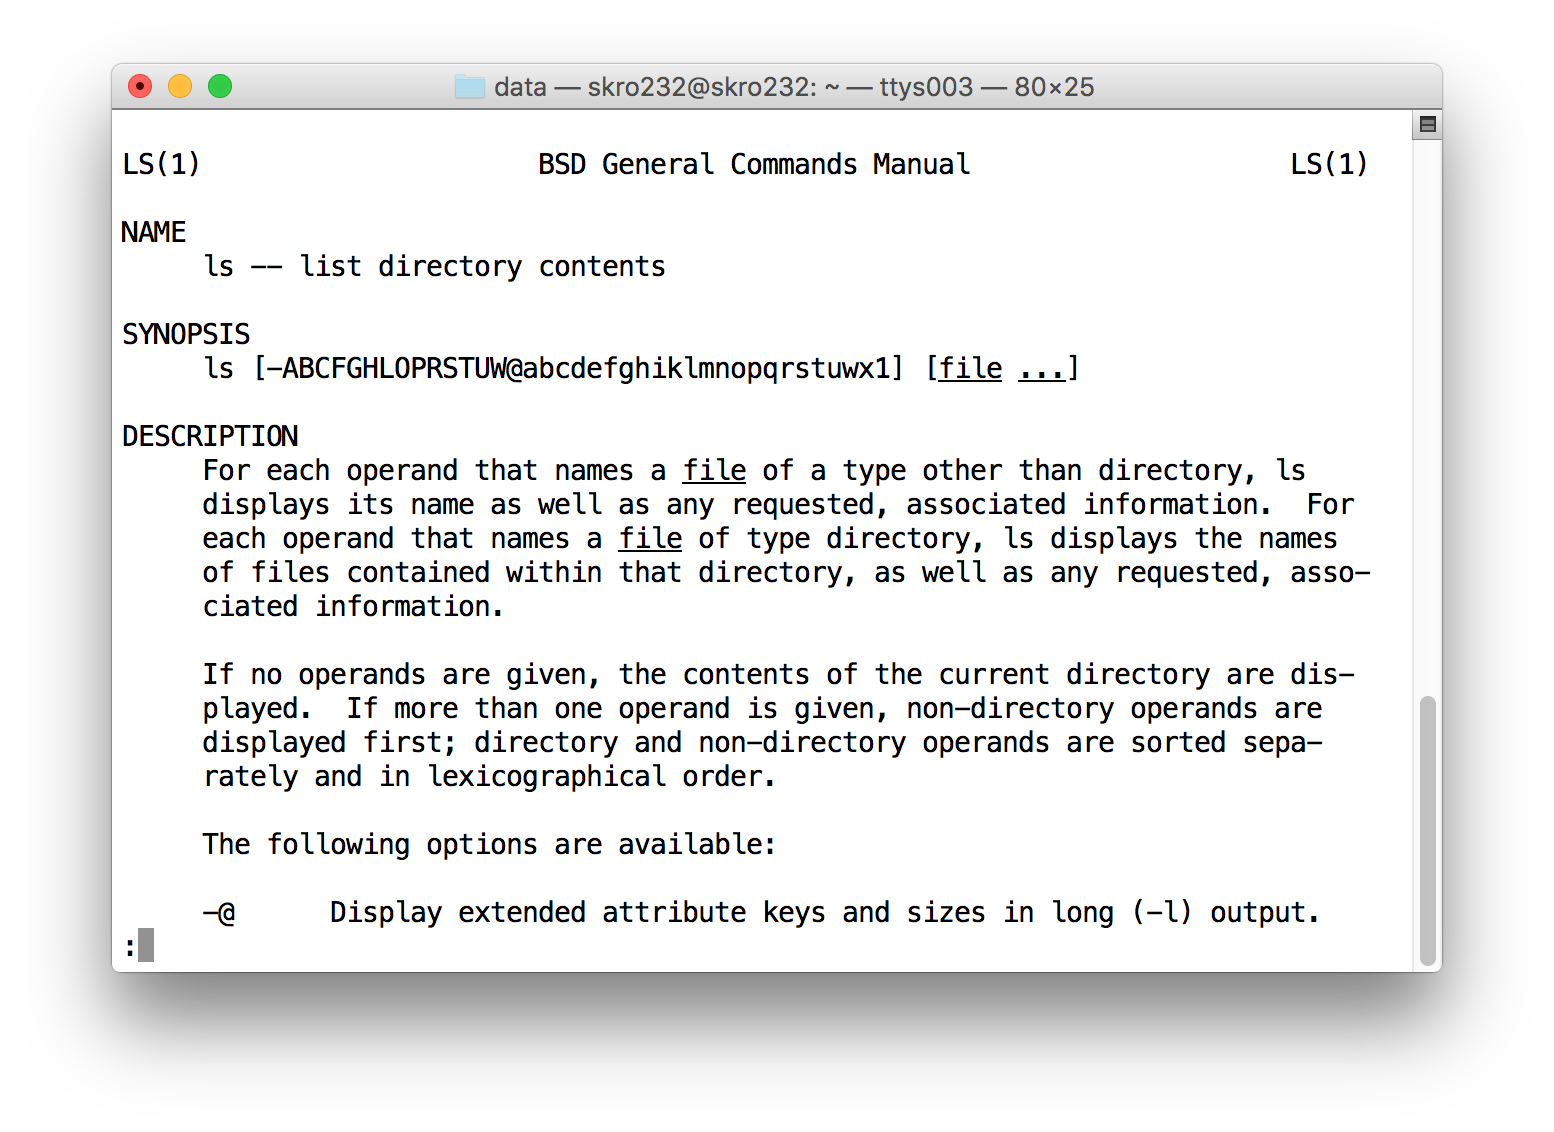 data — skro232@skro232: ~ — ttys003 — 80×25
LS(1)                     BSD General Commands Manual                    LS(1)
NAME
     ls -- list directory contents
SYNOPSIS
     ls [-ABCFGHLOPRSTUW@abcdefghiklmnopqrstuwx1] [file ...]
DESCRIPTION
     For each operand that names a file of a type other than directory, ls
     displays its name as well as any requested, associated information.  For
     each operand that names a file of type directory, ls displays the names
     of files contained within that directory, as well as any requested, asso-
     ciated information.
     If no operands are given, the contents of the current directory are dis-
     played.  If more than one operand is given, non-directory operands are
     displayed first; directory and non-directory operands are sorted sepa-
     rately and in lexicographical order.
     The following options are available:
     -@      Display extended attribute keys and sizes in long (-l) output.
: